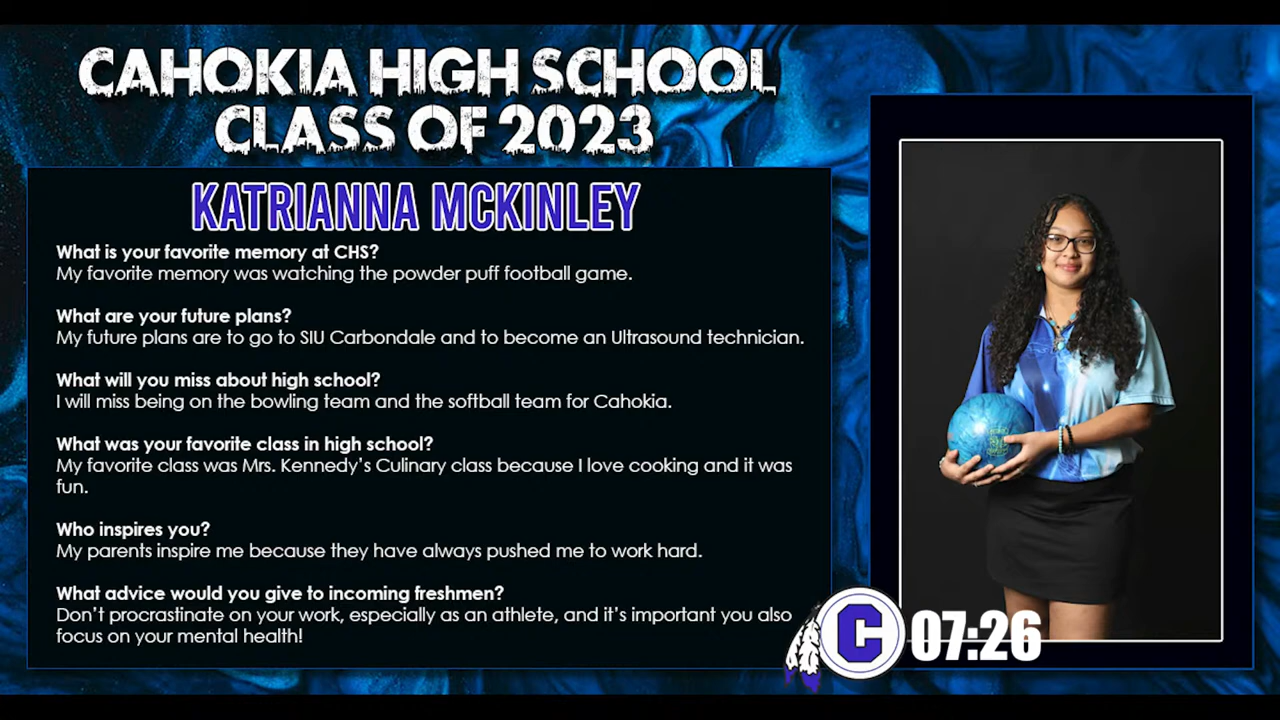 CAHOKIA HIGH SCHOOL
CLASS OF 2023
KATRIANNA MCKINLEY
What is your favorite memory at CHS?
My favorite memory was watching the powder puff football game.
What are your future plans?
My future plans are to go to SIU Carbondale and to become an Ultrasound technician.
What will you miss about high school?
I will miss being on the bowling team and the softball team for Cahokia.
What was your favorite class in high school?
My favorite class was Mrs. Kennedy's Culinary class because I love cooking and it was
fun.
Who inspires you?
My parents inspire me because they have always pushed me to work hard.
What advice would you give to incoming freshmen?
Don't procrastinate on your work, especially as an athlete, and it's important you also
focus on your mental health!
C
07:26